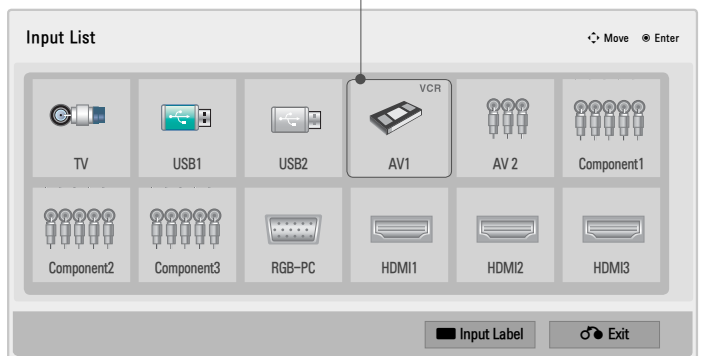 Input List
Move Enter
VCR
TV USB1 USB2 AV1 AV 2 Component1
Component2 Component3 RGB-PC HDMI1 HDMI2 HDMI3
Input Label Exit